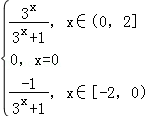 { 3^x/(3^x+1), x∈(0, 2]
0, x=0
-1/(3^x+1), x∈[-2, 0)